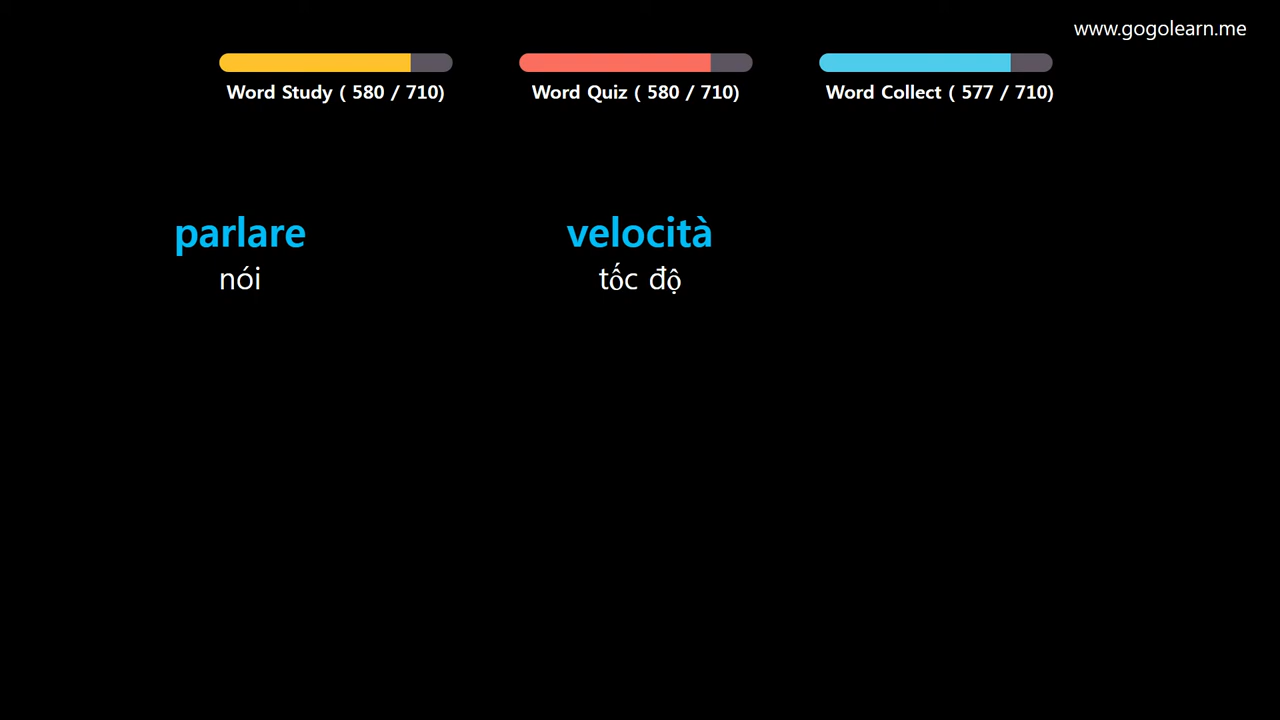 www.gogolearn.me
Word Study ( 580 / 710)
Word Quiz ( 580 / 710)
Word Collect ( 577 / 710)
parlare
nói
velocità
tốc độ